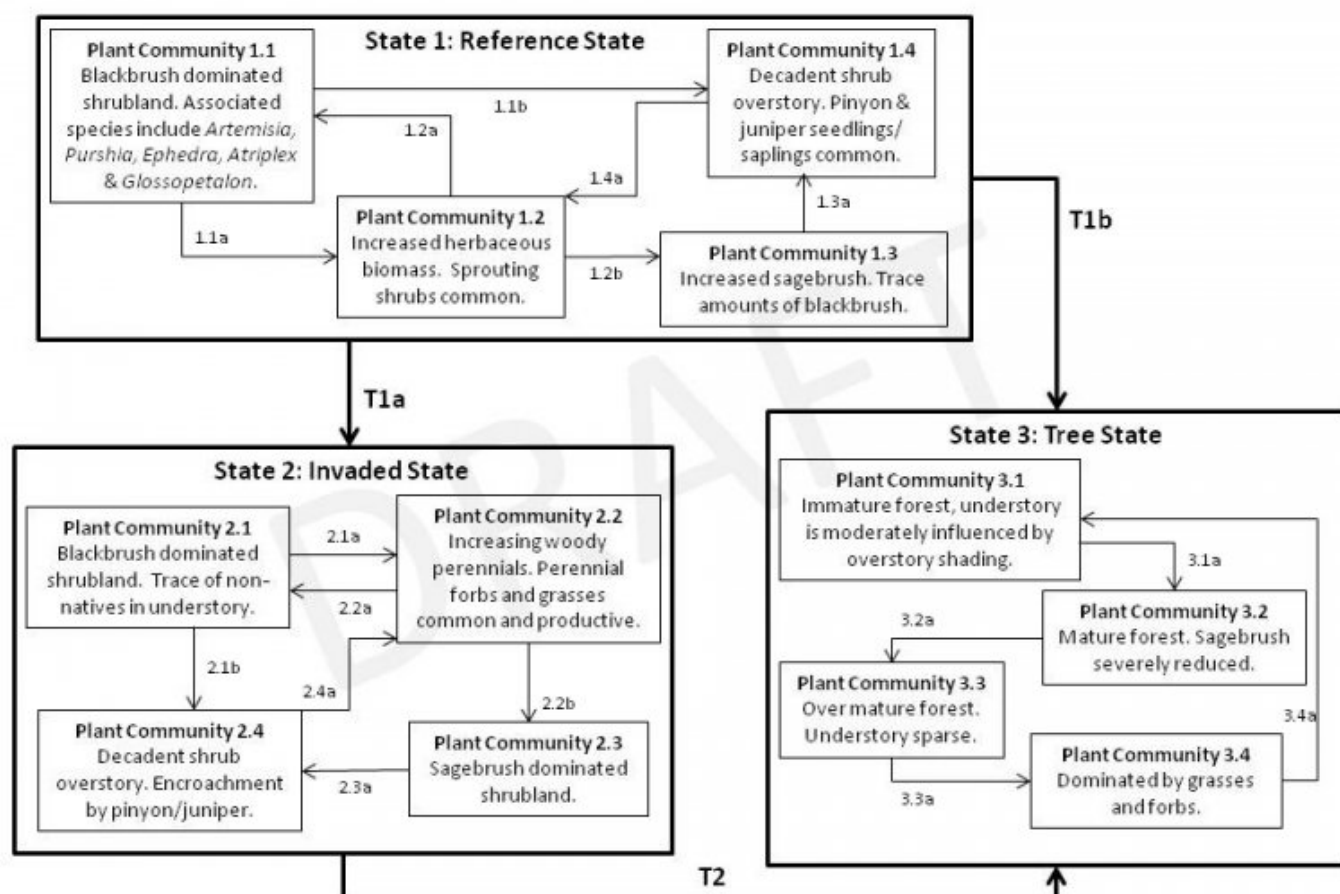 State 1: Reference State
Plant Community 1.1
Blackbrush dominated
shrubland. Associated
species include Artemisia,
Purshia, Ephedra, Atriplex
& Glossopetalon.
1.1b
1.2a
1.1a
Plant Community 1.4
Decadent shrub
overstory. Pinyon &
juniper seedlings/
saplings common.
1.4a
1.3a
Plant Community 1.2
Increased herbaceous
biomass. Sprouting
shrubs common.
1.2b
Plant Community 1.3
Increased sagebrush. Trace
amounts of blackbrush.
T1b
T1a
DRAFT
State 2: Invaded State
Plant Community 2.1
Blackbrush dominated
shrubland. Trace of non-
natives in understory.
2.1a
2.2a
2.1b
2.4a
Plant Community 2.2
Increasing woody
perennials. Perennial
forbs and grasses
common and productive.
2.2b
Plant Community 2.4
Decadent shrub
overstory. Encroachment
by pinyon/juniper.
2.3a
Plant Community 2.3
Sagebrush dominated
shrubland.
State 3: Tree State
Plant Community 3.1
Immature forest, understory
is moderately influenced by
overstory shading.
3.1a
Plant Community 3.2
Mature forest. Sagebrush
severely reduced.
3.2a
Plant Community 3.3
Over mature forest.
Understory sparse.
3.3a
Plant Community 3.4
Dominated by grasses
and forbs.
3.4a
T2